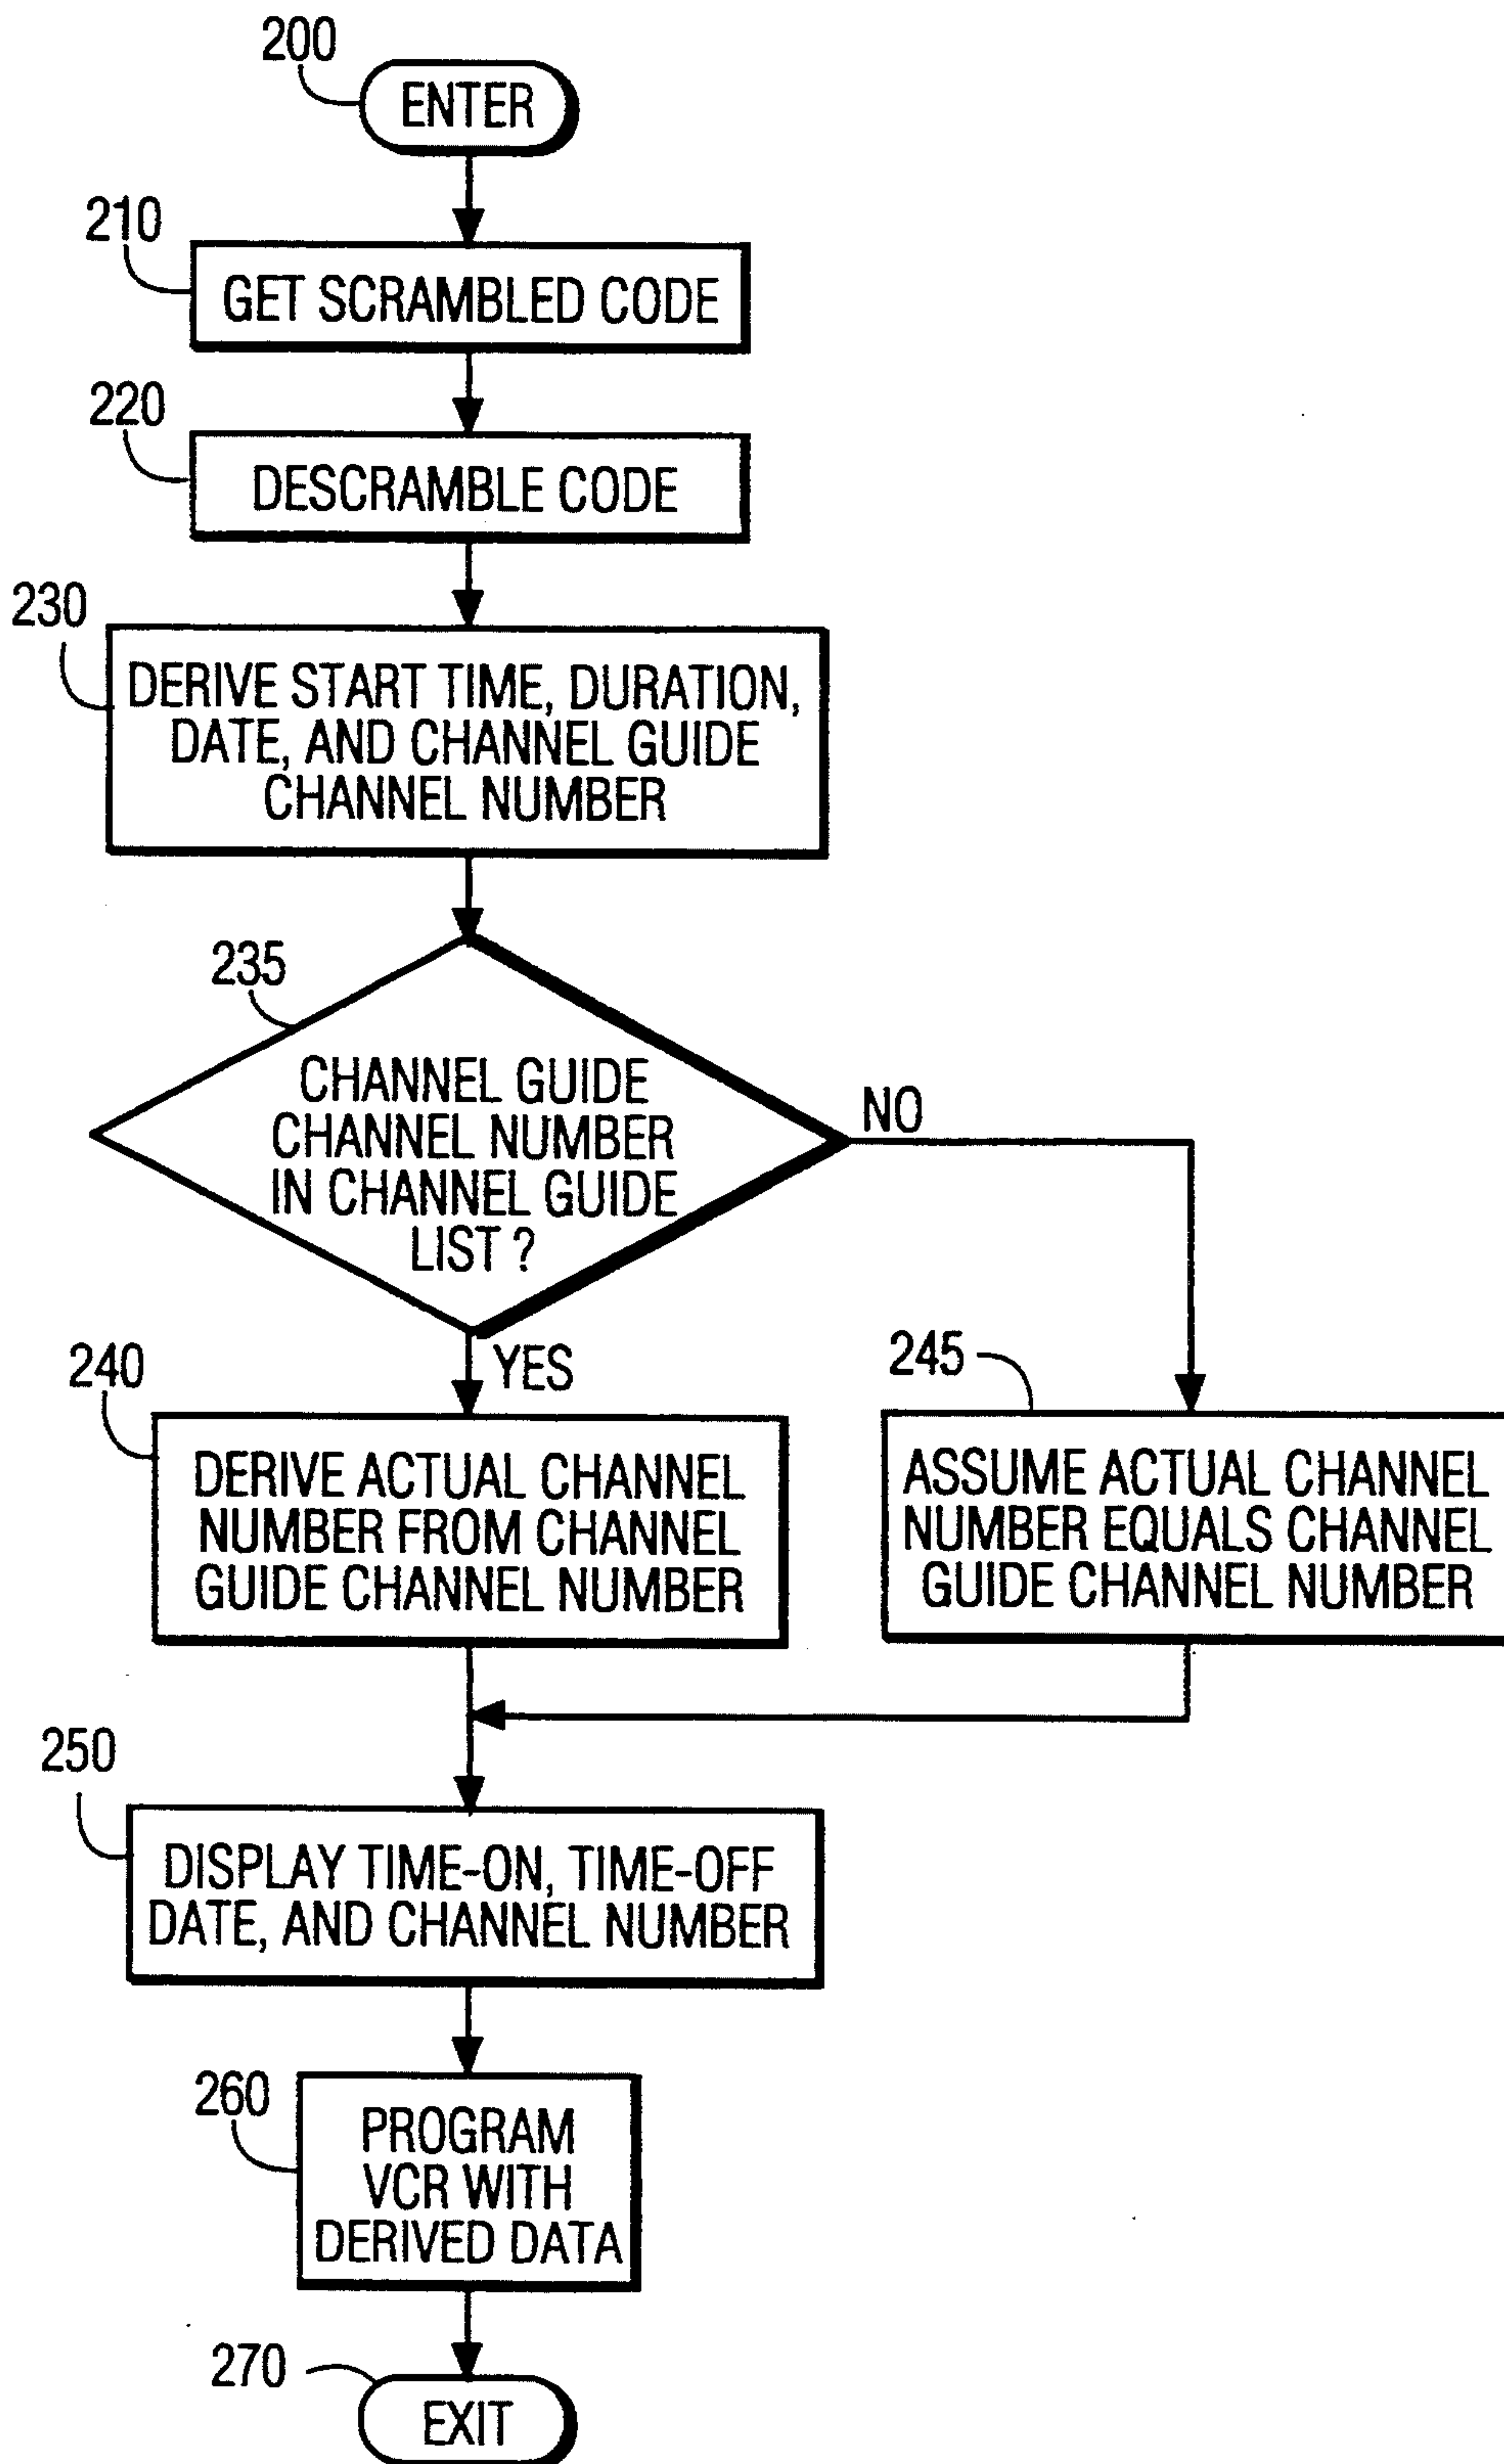 200
ENTER
210
GET SCRAMBLED CODE
220
DESCRAMBLE CODE
230
DERIVE START TIME, DURATION,
DATE, AND CHANNEL GUIDE
CHANNEL NUMBER
235
CHANNEL GUIDE
CHANNEL NUMBER
IN CHANNEL GUIDE
LIST ?
NO
YES
240
DERIVE ACTUAL CHANNEL
NUMBER FROM CHANNEL
GUIDE CHANNEL NUMBER
245
ASSUME ACTUAL CHANNEL
NUMBER EQUALS CHANNEL
GUIDE CHANNEL NUMBER
250
DISPLAY TIME-ON, TIME-OFF
DATE, AND CHANNEL NUMBER
260
PROGRAM
VCR WITH
DERIVED DATA
270
EXIT